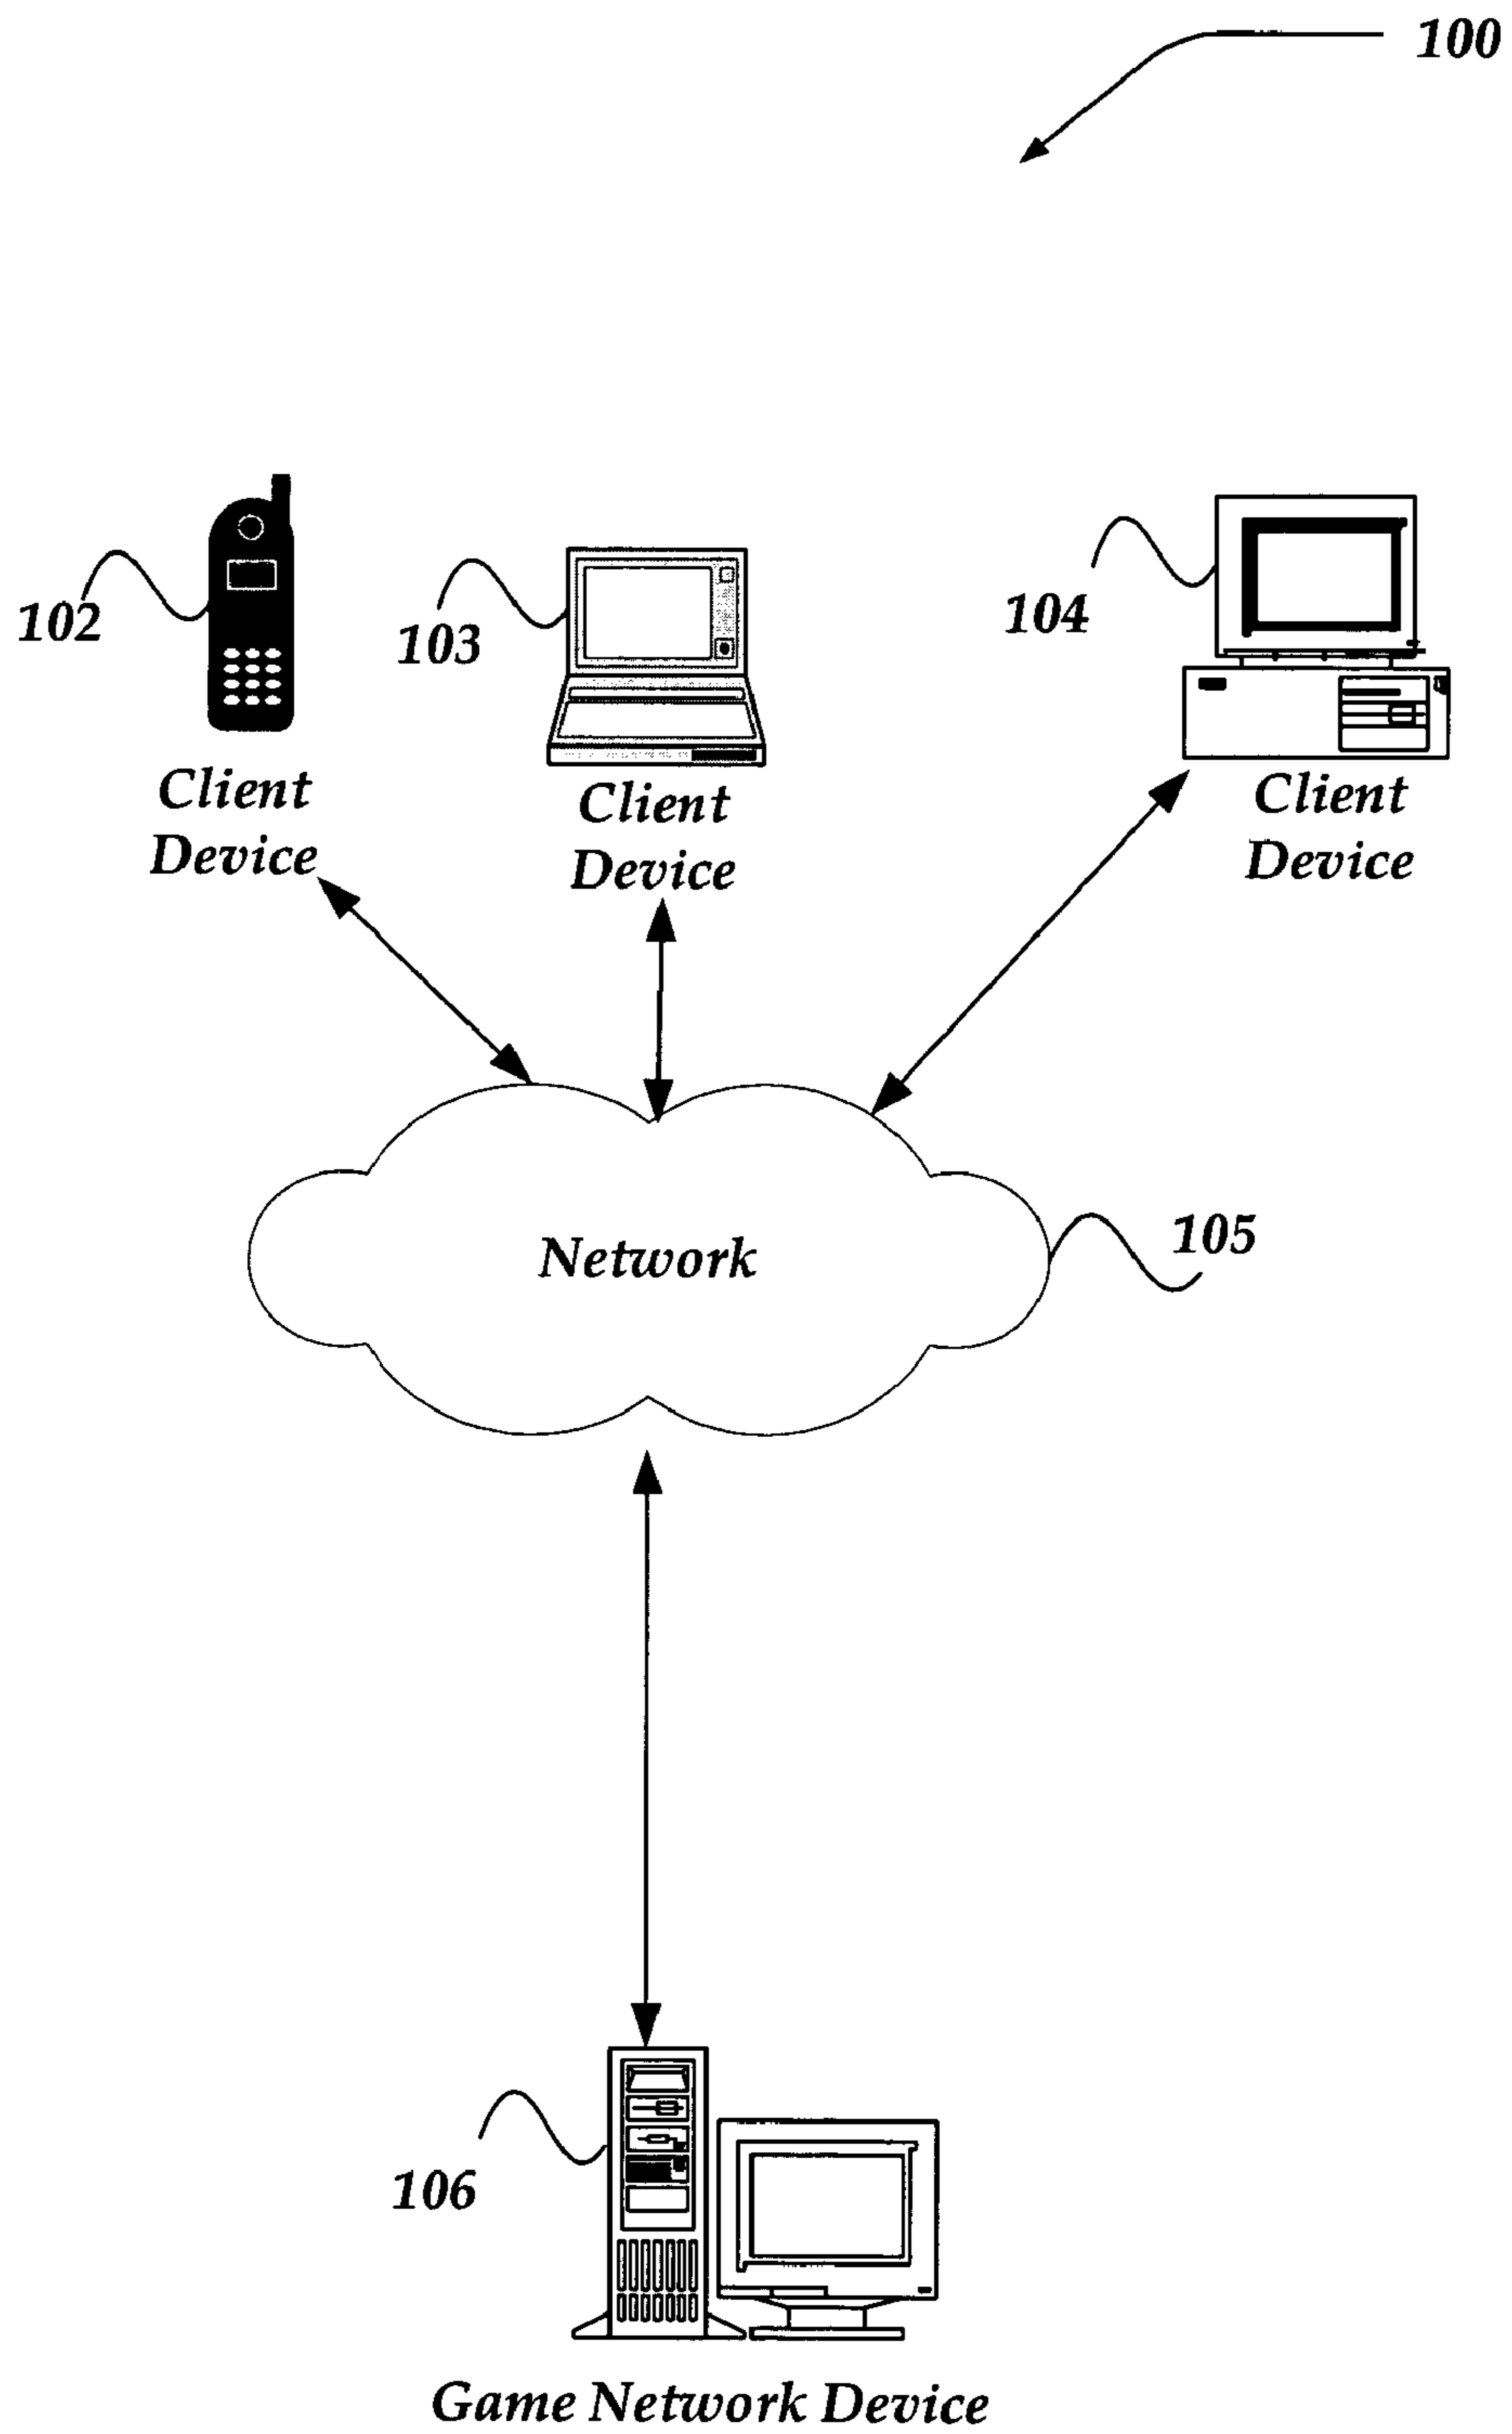 100
102
103
104
Client
Device
Client
Device
Client
Device
Network
105
106
Game Network Device